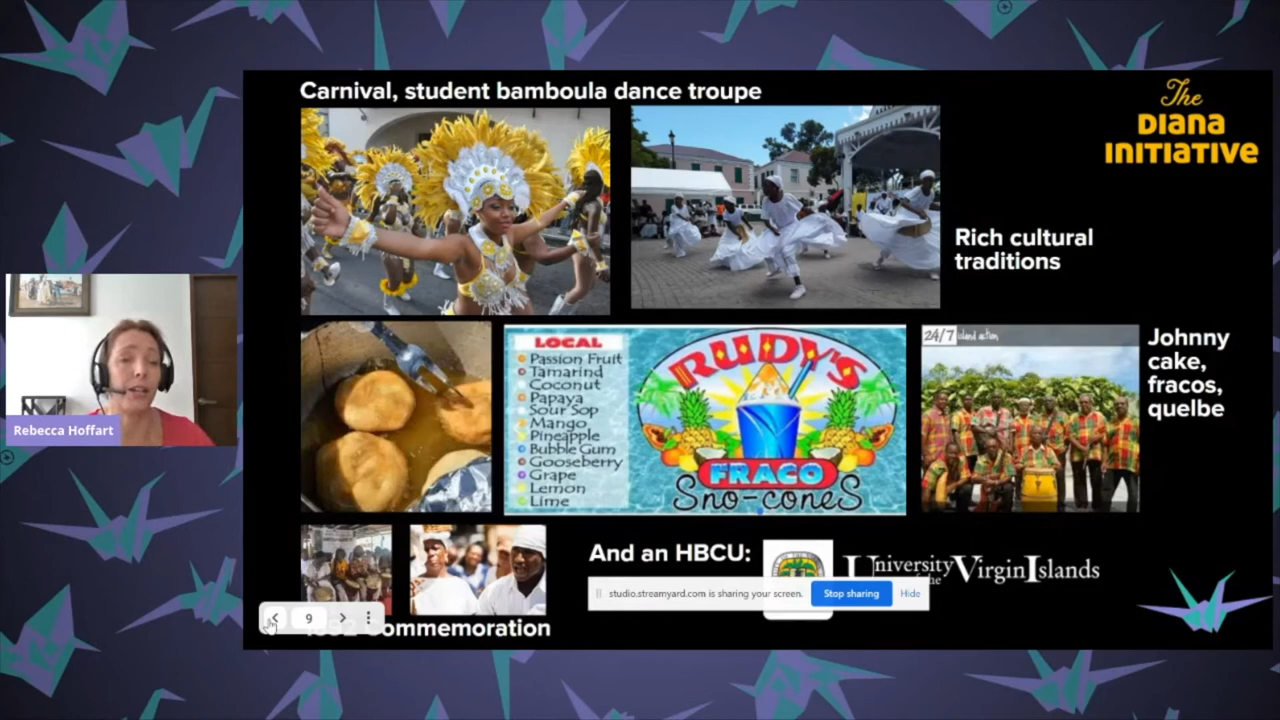 Carnival, student bamboula dance troupe
The
DIANA
INITIATIVE
Rich cultural
traditions
LOCAL
Passion Fruit
Tamarind
Coconut
Papaya
Sour Sop
Mango
Pineapple
Bubble Gum
Gooseberry
Grape
Lemon
Lime
RUDY'S
FRACO
Sno-cones
24/7 island action
Johnny
cake,
fracos,
quelbe
Rebecca Hoffart
And an HBCU:
University of the Virgin Islands
studio.streamyard.com is sharing your screen.
Stop sharing
Hide
9
Commemoration